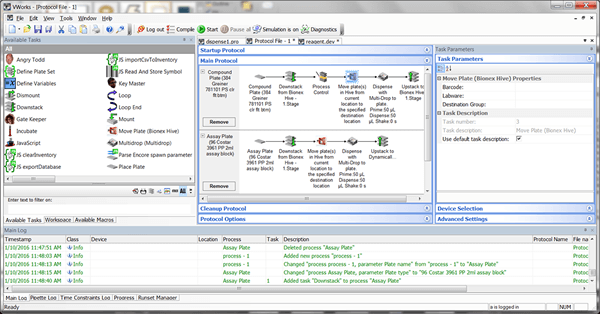 VWorks - [Protocol File - 1]
File Edit View Tools Window Help
Log out Compile Start Pause all Simulation is on Diagnostics
Available Tasks
dispense1.pro Protocol File - 1 * reagent.dev *
Task Parameters
All
Startup Protocol
Task Parameters
Angry Todd
JS importCsvToInventory
Main Protocol
Define Plate Set
JS Read And Store Symbol
Define Variables
Key Master
Dismount
Loop
Downstack
Loop End
Gate Keeper
Mount
Incubate
Move Plate (Bionex Hive)
JavaScript
Multidrop (Multidrop)
JS clearInventory
Parse Encore spawn parameter
JS exportDatabase
Place Plate
Compound Plate (384 Greiner 781101 PS clr flt btm)
Remove
Compound Plate (384 Greiner 781101 PS clr flt btm)
Downstack from Bionex Hive - 1.Stage
Process Control
Move plate(s) in Hive from current location to the specified destination location
Dispense with Multi-Drop to plate. Prime 50 µL Dispense 50 µL Shake 0 s
Upstack to Bionex Hive - 1.Stage
Assay Plate (96 Costar 3961 PP 2ml assay block)
Remove
Assay Plate (96 Costar 3961 PP 2ml assay block)
Downstack from Bionex Hive - 1.Stage
Move plate(s) in Hive from current location to the specified destination location
Dispense with Multi-Drop to plate. Prime 50 µL Dispense 50 µL Shake 0 s
Upstack to Dynamicall...
Move Plate (Bionex Hive) Properties
Barcode:
Labware:
Destination Group:
Task Description
Task number: 3
Task description: Move Plate (Bionex Hive)
Use default task description:
Enter text to filter on:
Available Tasks Workspace Available Macros
Cleanup Protocol
Protocol Options
Device Selection
Advanced Settings
Main Log
Timestamp Class Device Location Process Task Description Protocol Name File na
1/10/2016 11:47:51 AM Info Assay Plate Deleted process "Assay Plate" Protoc
1/10/2016 11:48:03 AM Info process - 1 Added new process "process - 1" Protoc
1/10/2016 11:48:13 AM Info process - 1 Changed "process process - 1, parameter Plate name" from "process - 1" to "Assay Plate" Protoc
1/10/2016 11:48:15 AM Info Assay Plate Changed "process Assay Plate, parameter Plate type" to "96 Costar 3961 PP 2ml assay block" Protoc
1/10/2016 11:48:40 AM Info Assay Plate 1 Added task "Downstack" to process "Assay Plate" Protoc
Main Log Pipette Log Time Constraints Log Progress Runset Manager
Ready
a is logged in
NUM